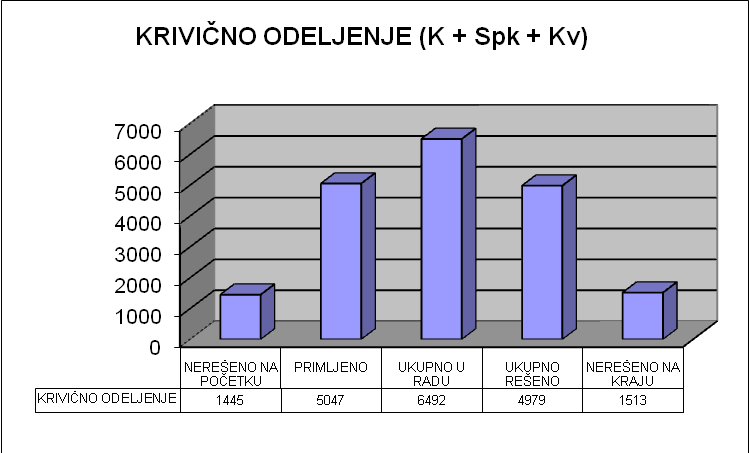 KRIVIČNO ODELJENJE (K + Spk + Kv)
7000
6000
5000
4000
3000
2000
1000
0
NEREŠENO NA POČETKU
PRIMLJENO
UKUPNO U RADU
UKUPNO REŠENO
NEREŠENO NA KRAJU
KRIVIČNO ODELJENJE 1445 5047 6492 4979 1513